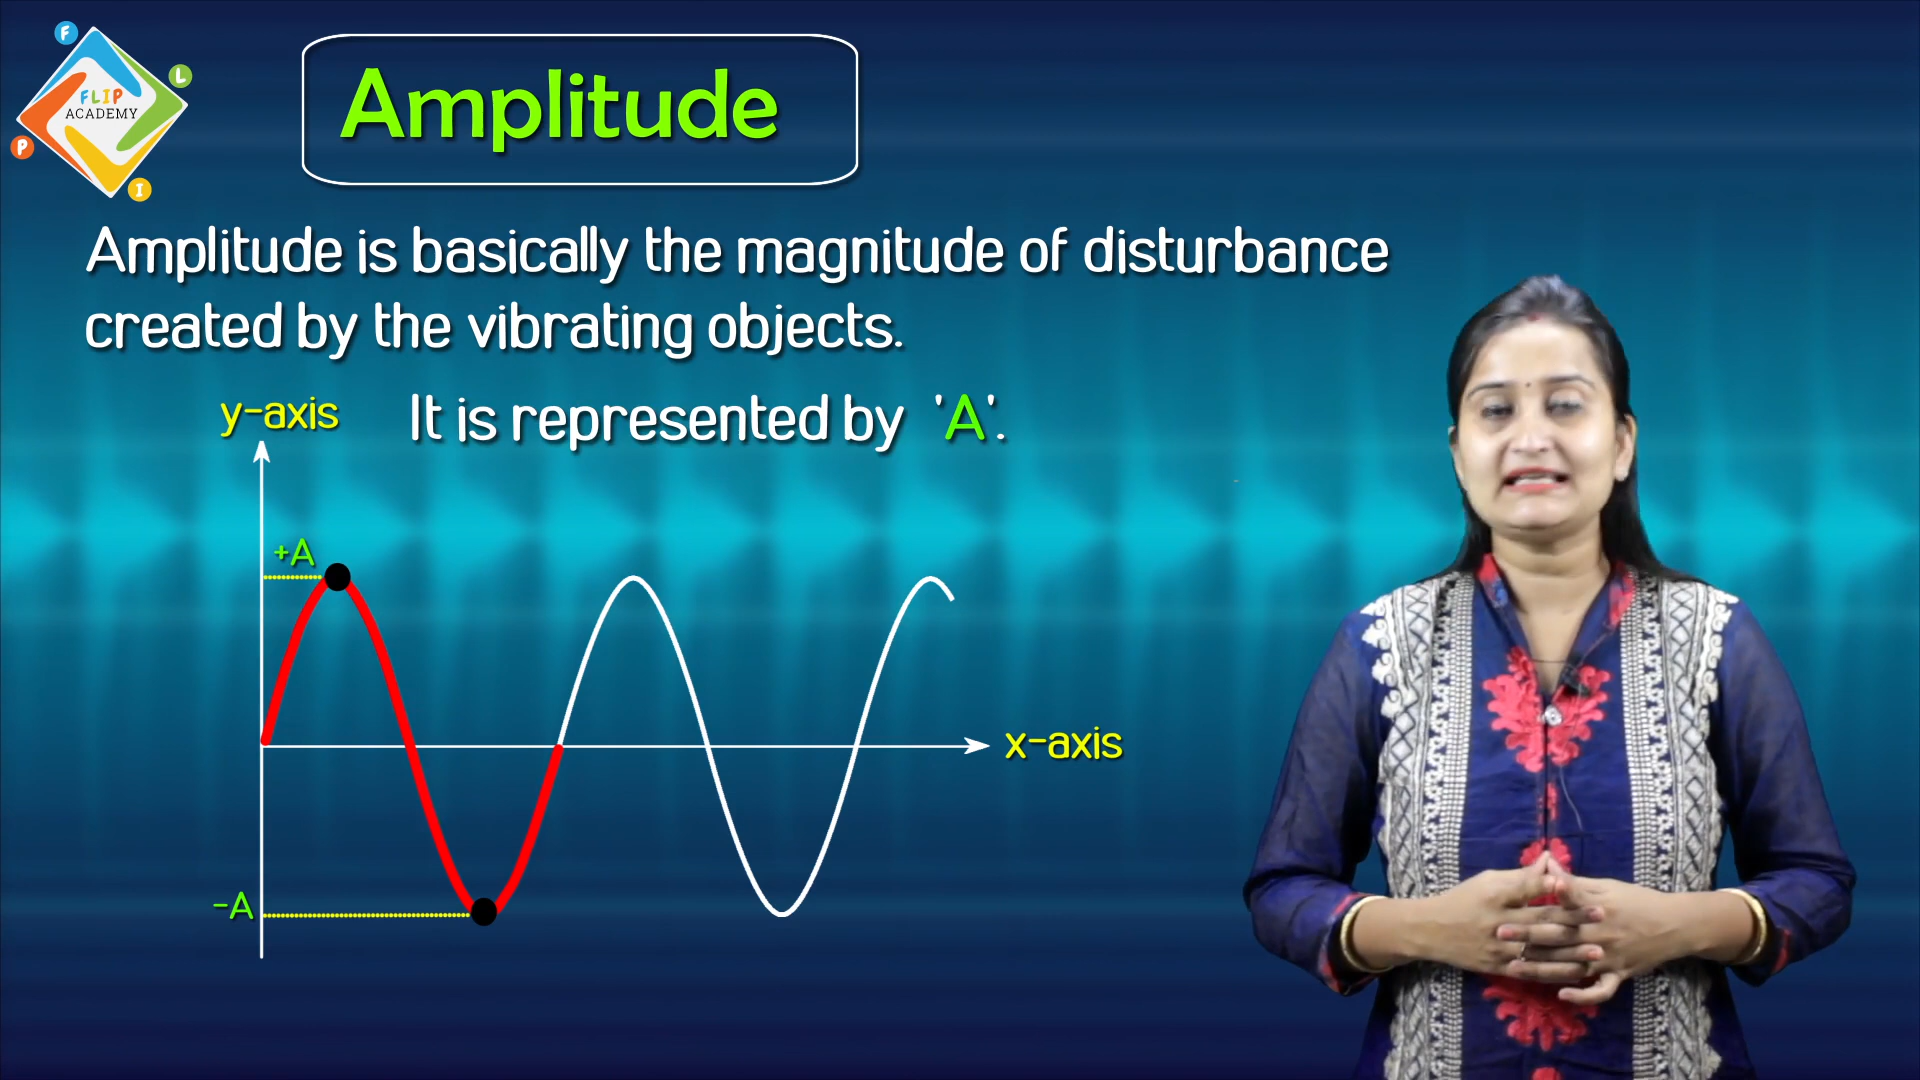 F
L
FLIP
ACADEMY
P
I
Amplitude
Amplitude is basically the magnitude of disturbance
created by the vibrating objects.
It is represented by 'A'.
y-axis
+A
x-axis
-A